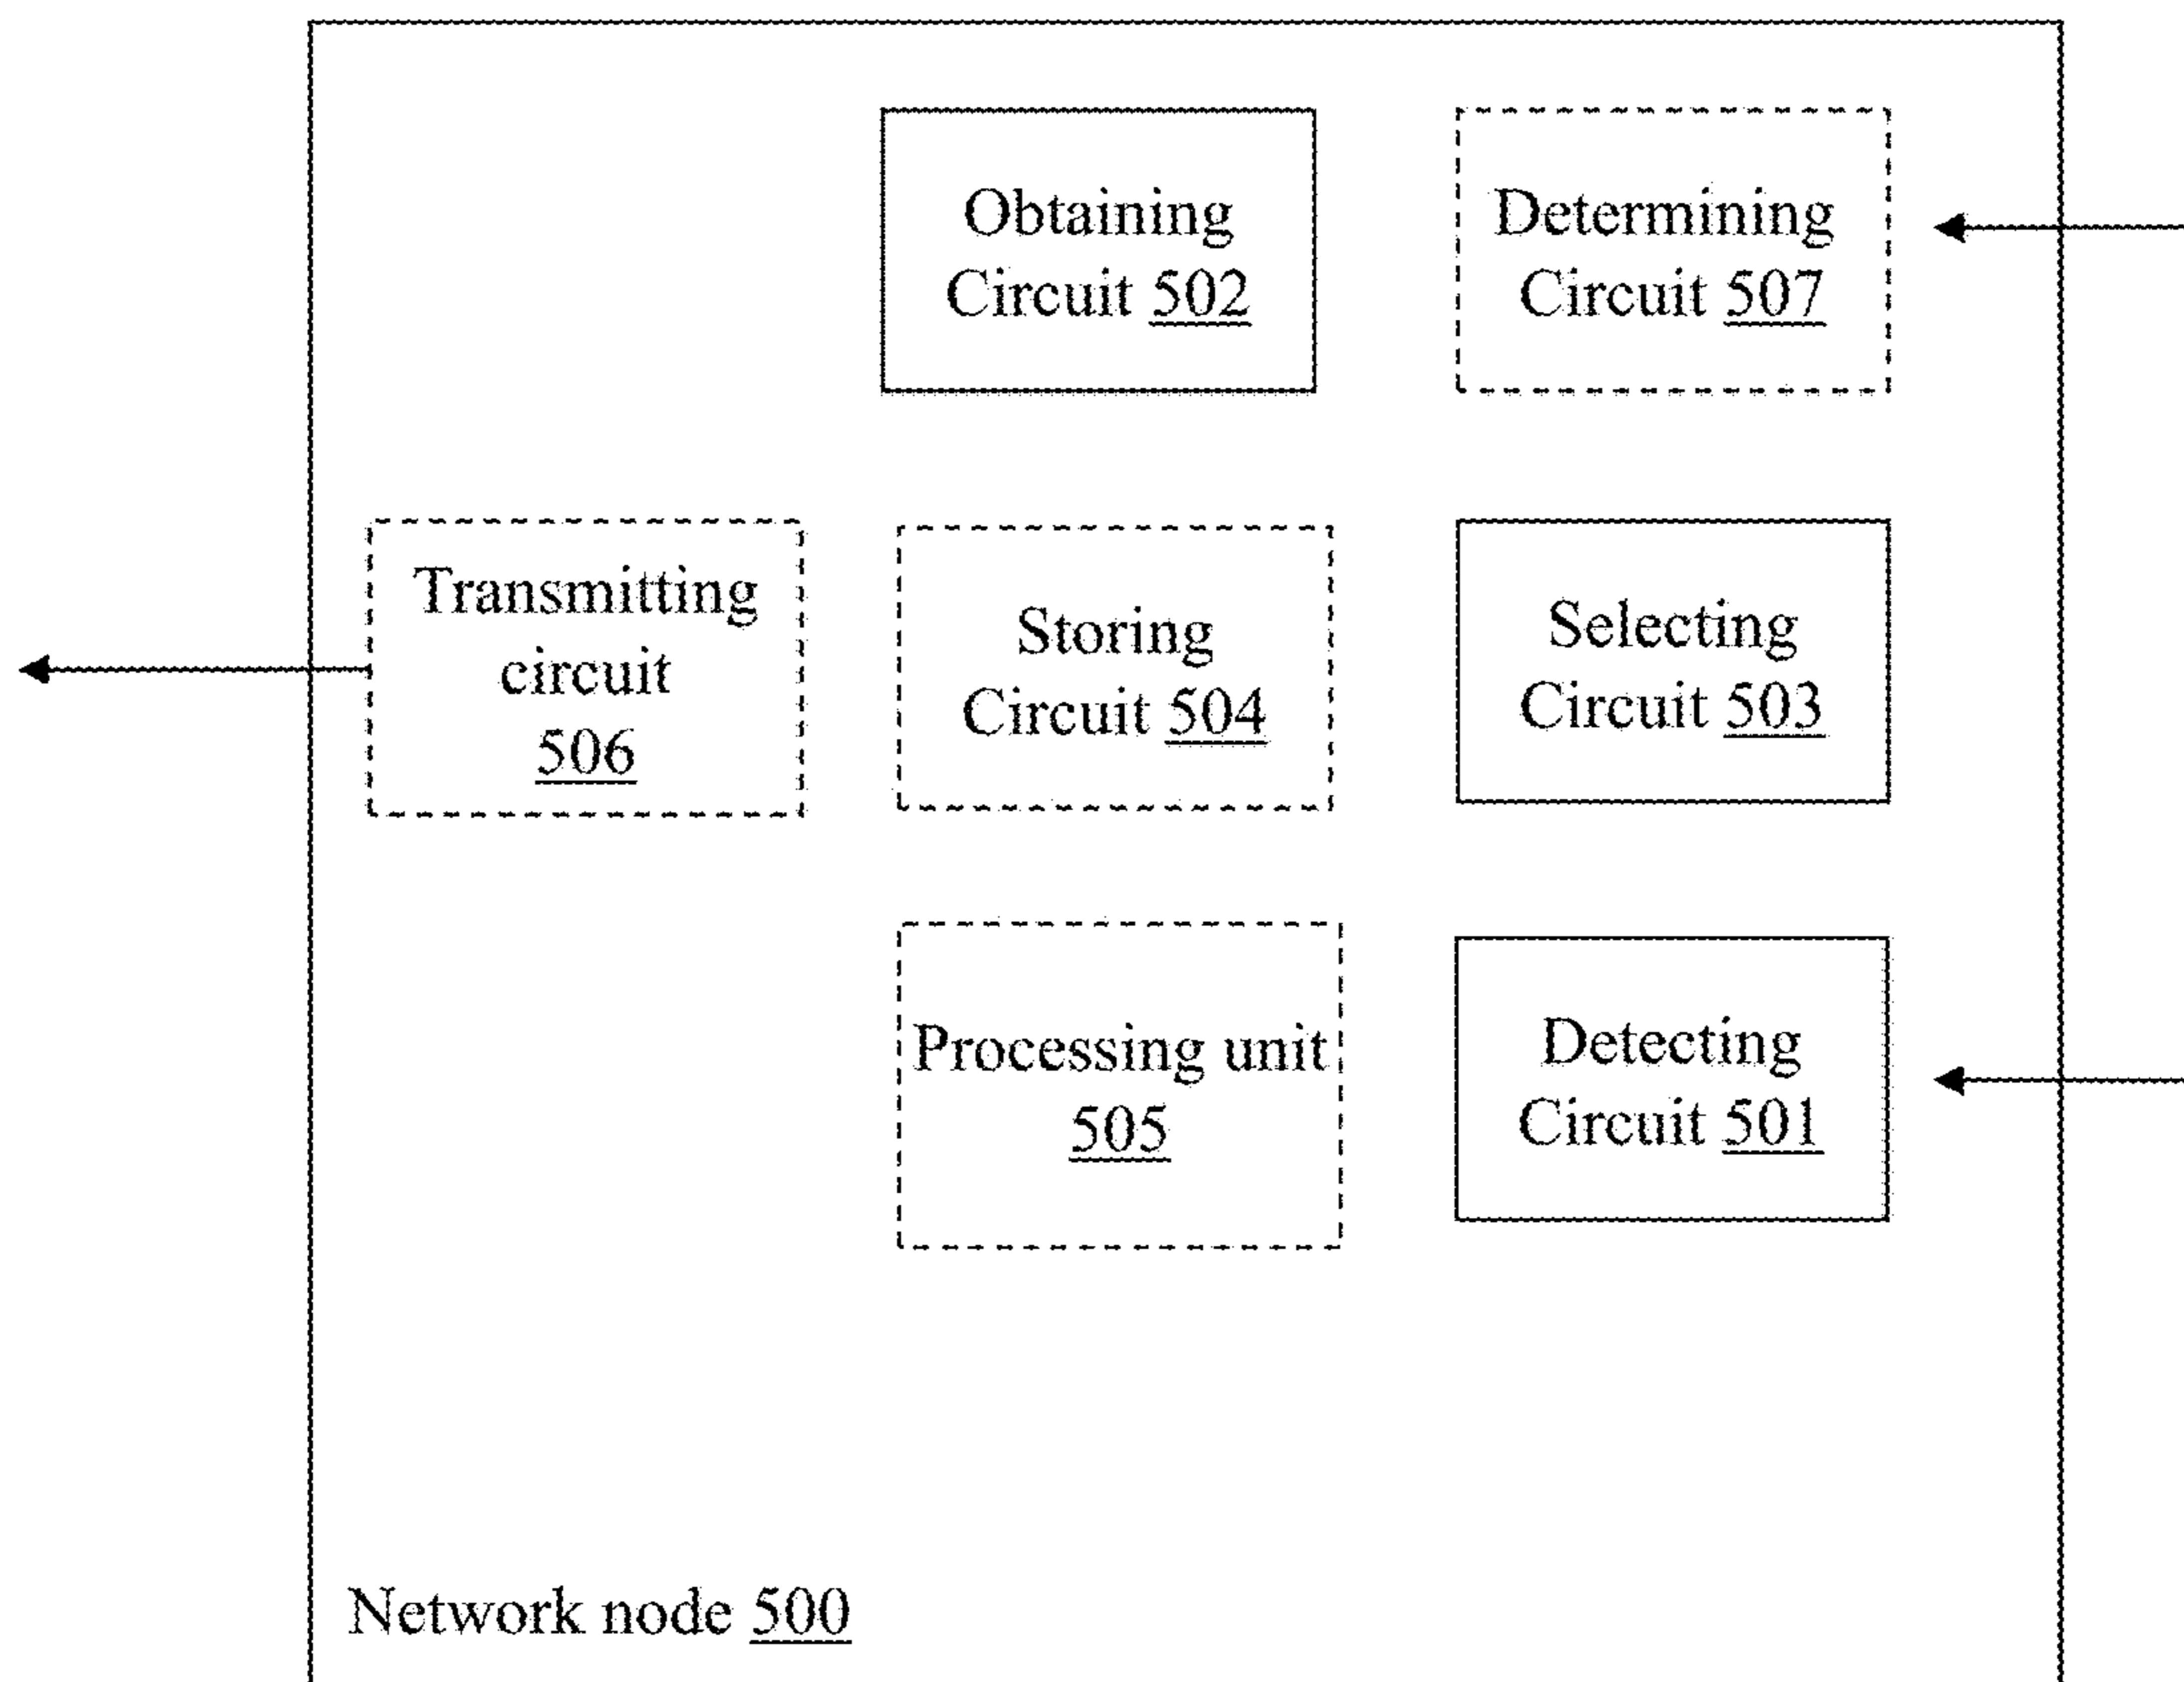 Obtaining
Circuit 502
Determining
Circuit 507
Transmitting
circuit
506
Storing
Circuit 504
Selecting
Circuit 503
Processing unit
505
Detecting
Circuit 501
Network node 500